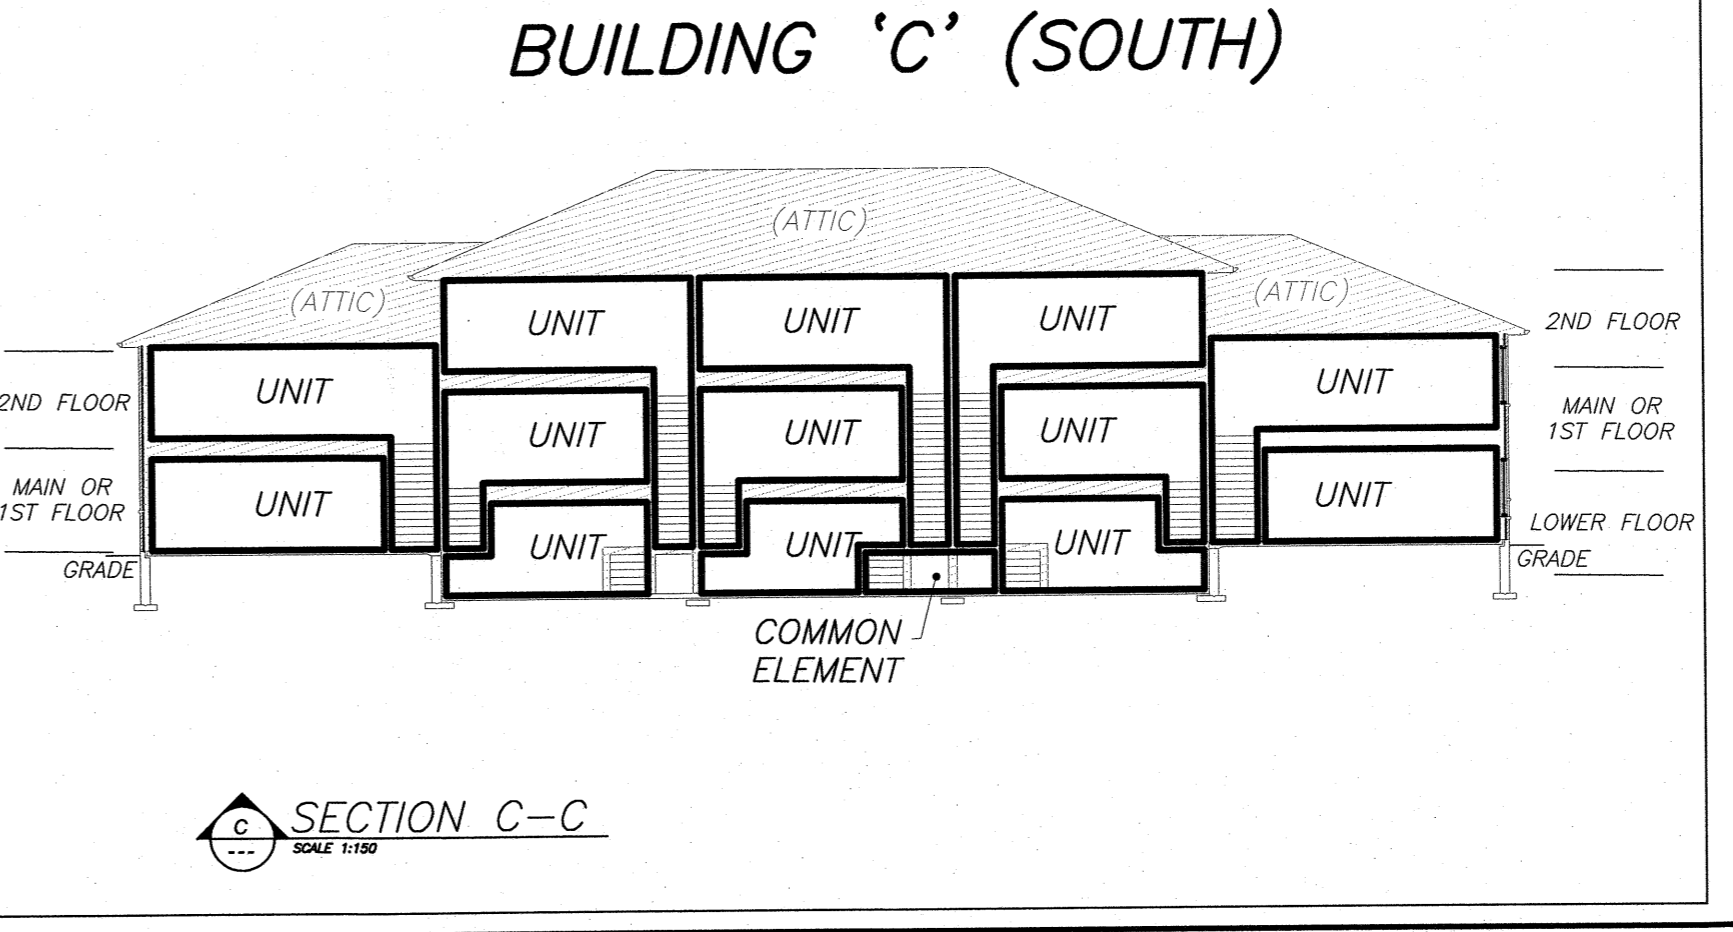 BUILDING ‘C’ (SOUTH)
(ATTIC)
(ATTIC)
(ATTIC)
UNIT
UNIT
UNIT
UNIT
UNIT
UNIT
UNIT
UNIT
UNIT
UNIT
UNIT
UNIT
UNIT
2ND FLOOR
MAIN OR
1ST FLOOR
GRADE
2ND FLOOR
MAIN OR
1ST FLOOR
LOWER FLOOR
GRADE
COMMON
ELEMENT
C
---
SECTION C-C
SCALE 1:150